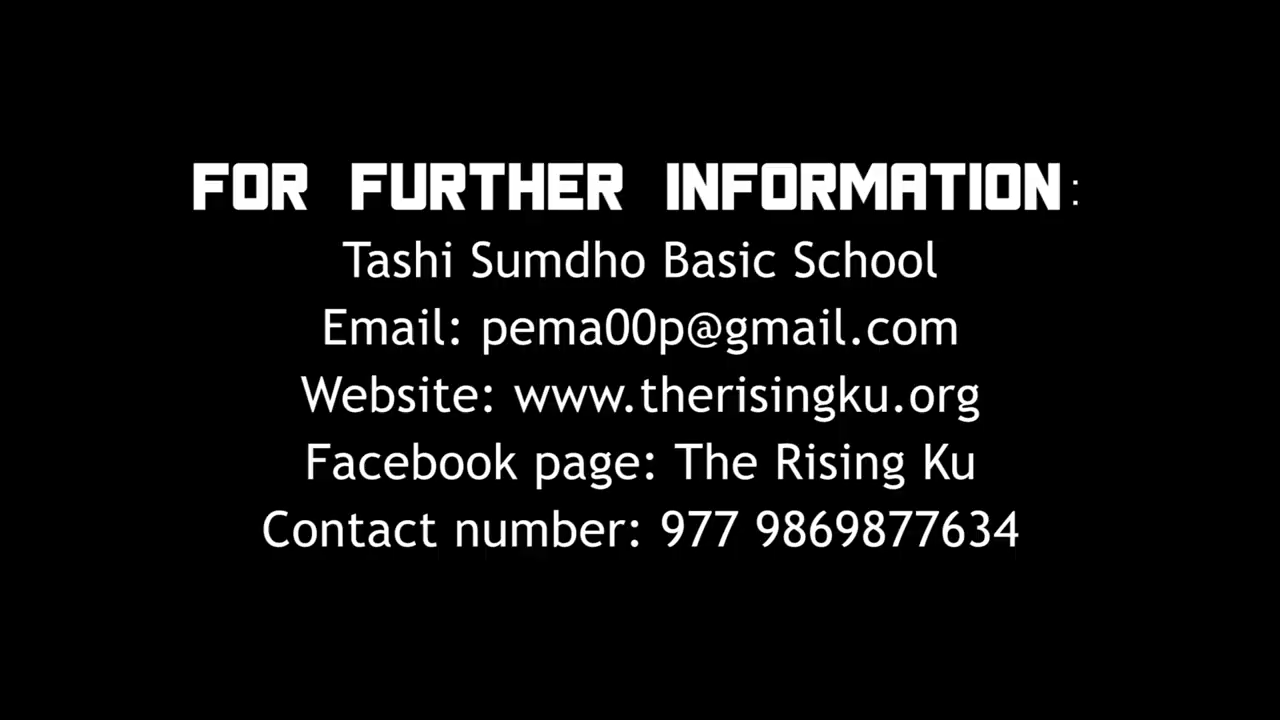 FOR FURTHER INFORMATION:
Tashi Sumdho Basic School
Email: pema00p@gmail.com
Website: www.therisingku.org
Facebook page: The Rising Ku
Contact number: 977 9869877634